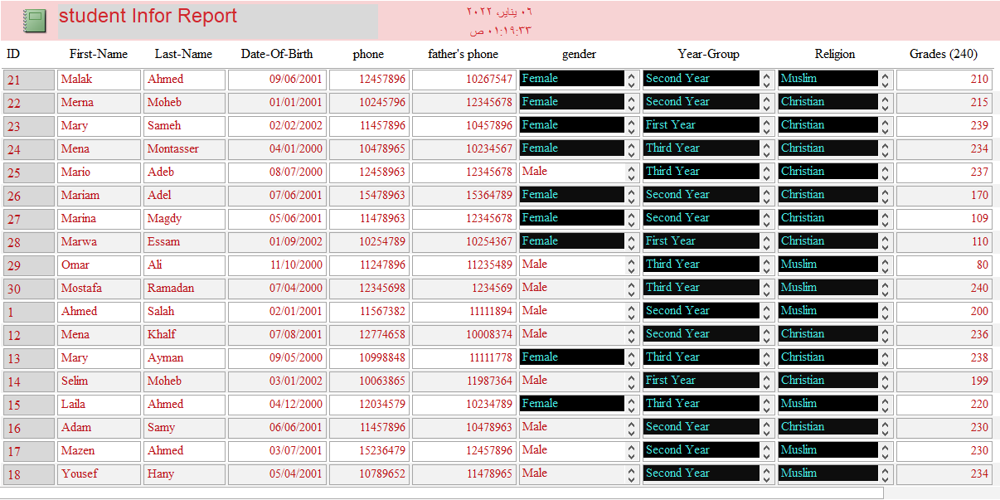 student Infor Report
٠٦ يناير، ٢٠٢٢
٠١:١٩:٣٣ ص
ID First-Name Last-Name Date-Of-Birth phone father's phone gender Year-Group Religion Grades (240)
21 Malak Ahmed 09/06/2001 12457896 10267547 Female Second Year Muslim 210
22 Merna Moheb 01/01/2001 10245796 12345678 Female Second Year Christian 215
23 Mary Sameh 02/02/2002 11457896 10457896 Female First Year Christian 239
24 Mena Montasser 04/01/2000 10478965 10234567 Female Third Year Christian 234
25 Mario Adeb 08/07/2000 12458963 12345678 Male Third Year Christian 237
26 Mariam Adel 07/06/2001 15478963 15364789 Female Second Year Christian 170
27 Marina Magdy 05/06/2001 11478963 12345678 Female Second Year Christian 109
28 Marwa Essam 01/09/2002 10254789 10254367 Female First Year Christian 110
29 Omar Ali 11/10/2000 11247896 11235489 Male Third Year Muslim 80
30 Mostafa Ramadan 07/04/2000 12345698 1234569 Male Third Year Muslim 240
1 Ahmed Salah 02/01/2001 11567382 11111894 Male Second Year Muslim 200
12 Mena Khalf 07/08/2001 12774658 10008374 Male Second Year Christian 236
13 Mary Ayman 09/05/2000 10998848 11111778 Female Third Year Christian 238
14 Selim Moheb 03/01/2002 10063865 11987364 Male First Year Christian 199
15 Laila Ahmed 04/12/2000 12034579 10234789 Female Third Year Muslim 220
16 Adam Samy 06/06/2001 11457896 10478963 Male Second Year Christian 230
17 Mazen Ahmed 03/07/2001 15236479 12457896 Male Second Year Muslim 230
18 Yousef Hany 05/04/2001 10789652 11478965 Male Second Year Muslim 234